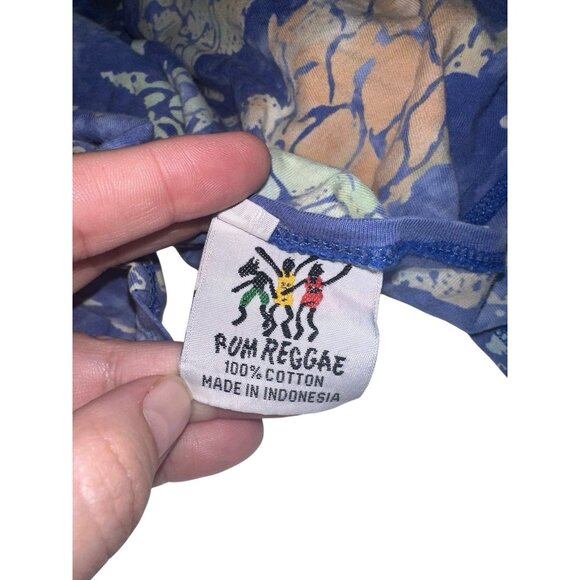 RUM REGGAE
100% COTTON
MADE IN INDONESIA